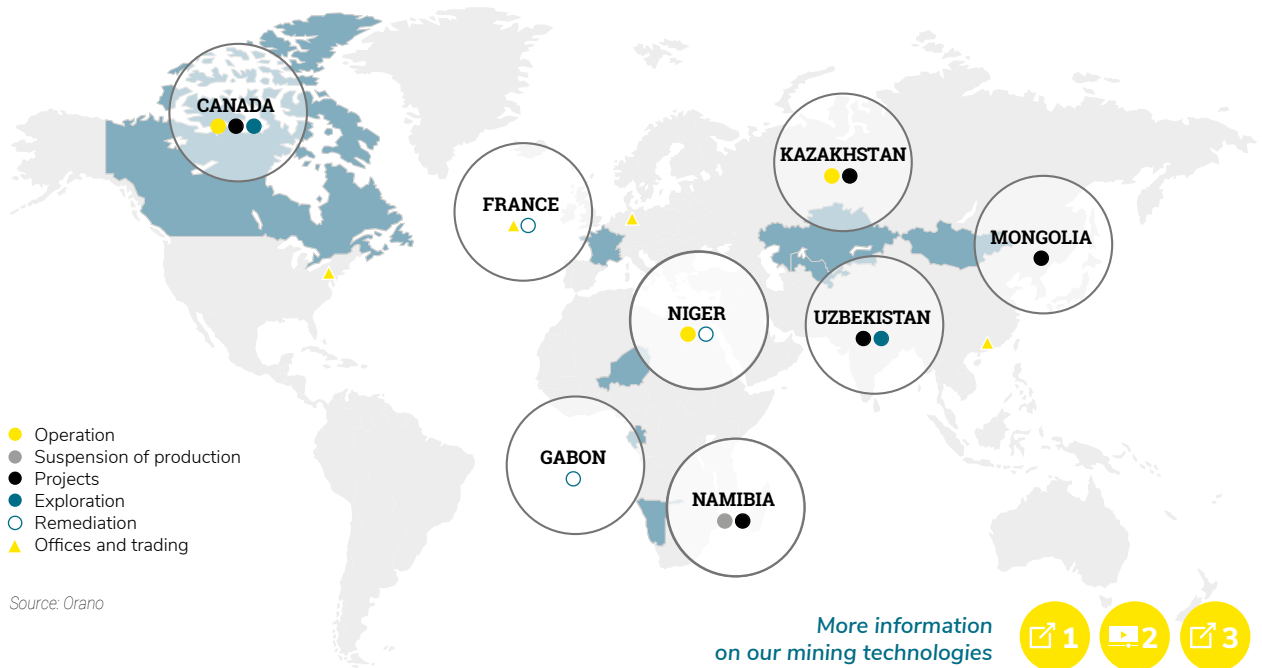 CANADA
KAZAKHSTAN
FRANCE
MONGOLIA
NIGER
UZBEKISTAN
GABON
NAMIBIA
Operation
Suspension of production
Projects
Exploration
Remediation
Offices and trading
Source: Orano
More information
on our mining technologies
1
2
3